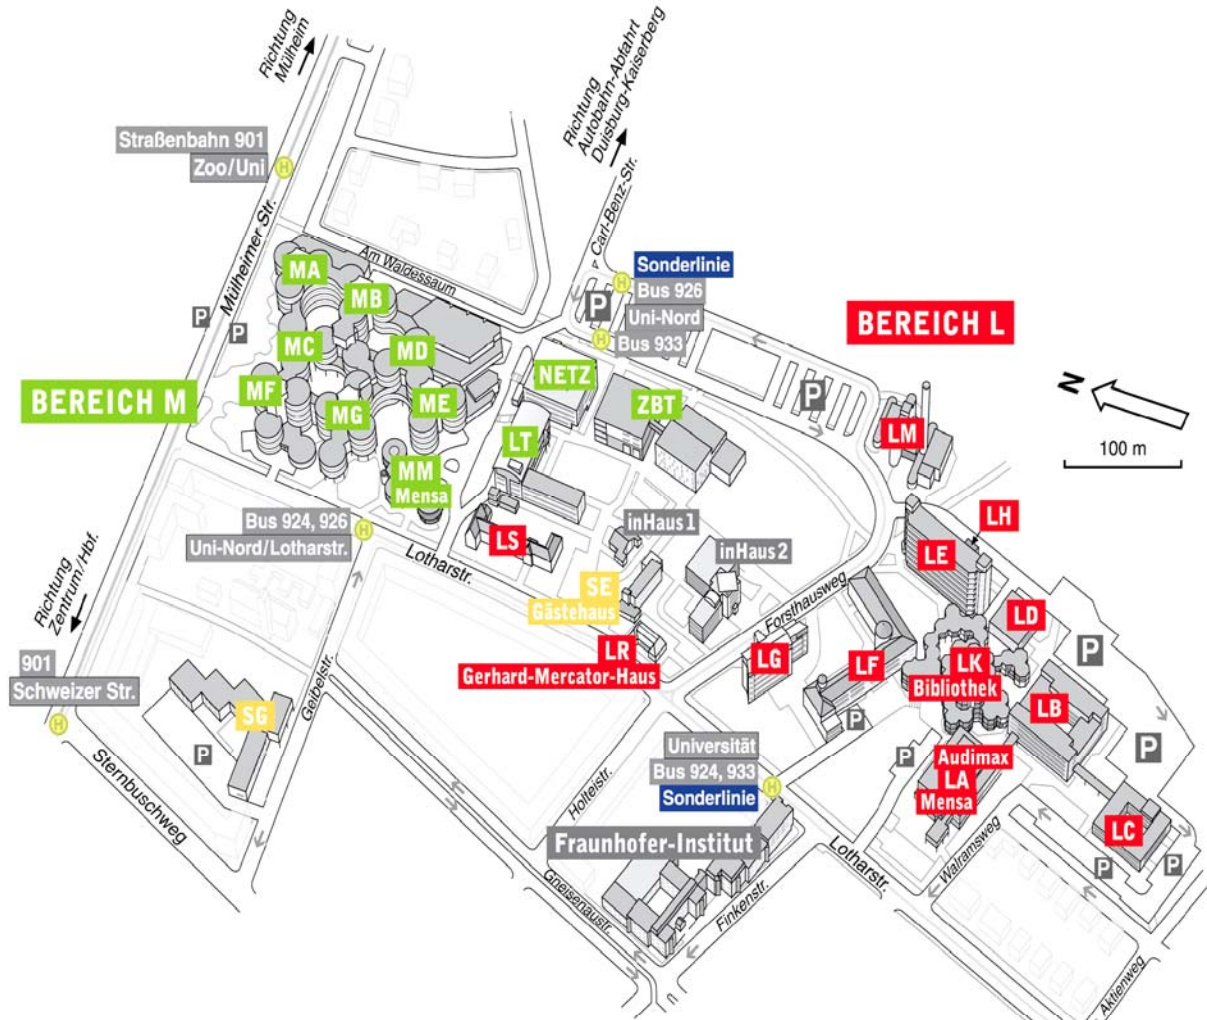 Richtung
Mülheim
Richtung
Autobahn-Abfahrt
Duisburg-Kaiserberg
Straßenbahn 901
Zoo/Uni
H
Mülheimer Str.
Carl-Benz-Str.
Am Waldessaum
Sonderlinie
H
Bus 926
Uni-Nord
H
Bus 933
P
P
P
MA
MB
MC
MD
MF
MG
ME
MM
Mensa
BEREICH M
BEREICH L
NETZ
ZBT
LT
P
N
100 m
LM
LS
inHaus1
inHaus2
LH
LE
Bus 924, 926
Uni-Nord/Lotharstr.
H
Lotharstr.
SE
Gästehaus
LR
Gerhard-Mercator-Haus
Forsthausweg
LG
LF
LD
LK
Bibliothek
LB
P
P
P
P
Richtung
Zentrum/Hbf.
901
Schweizer Str.
H
SG
P
Geibelstr.
Sternbuschweg
Universität
Bus 924, 933
Sonderlinie
H
Audimax
LA
Mensa
LC
P
P
Holteistr.
Fraunhofer-Institut
Gneisenaustr.
Finkenstr.
Lotharstr.
Walramsweg
Aktienweg